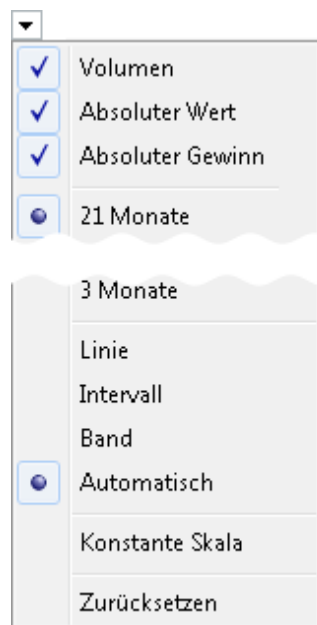 Volumen
Absoluter Wert
Absoluter Gewinn
21 Monate
3 Monate
Linie
Intervall
Band
Automatisch
Konstante Skala
Zurücksetzen